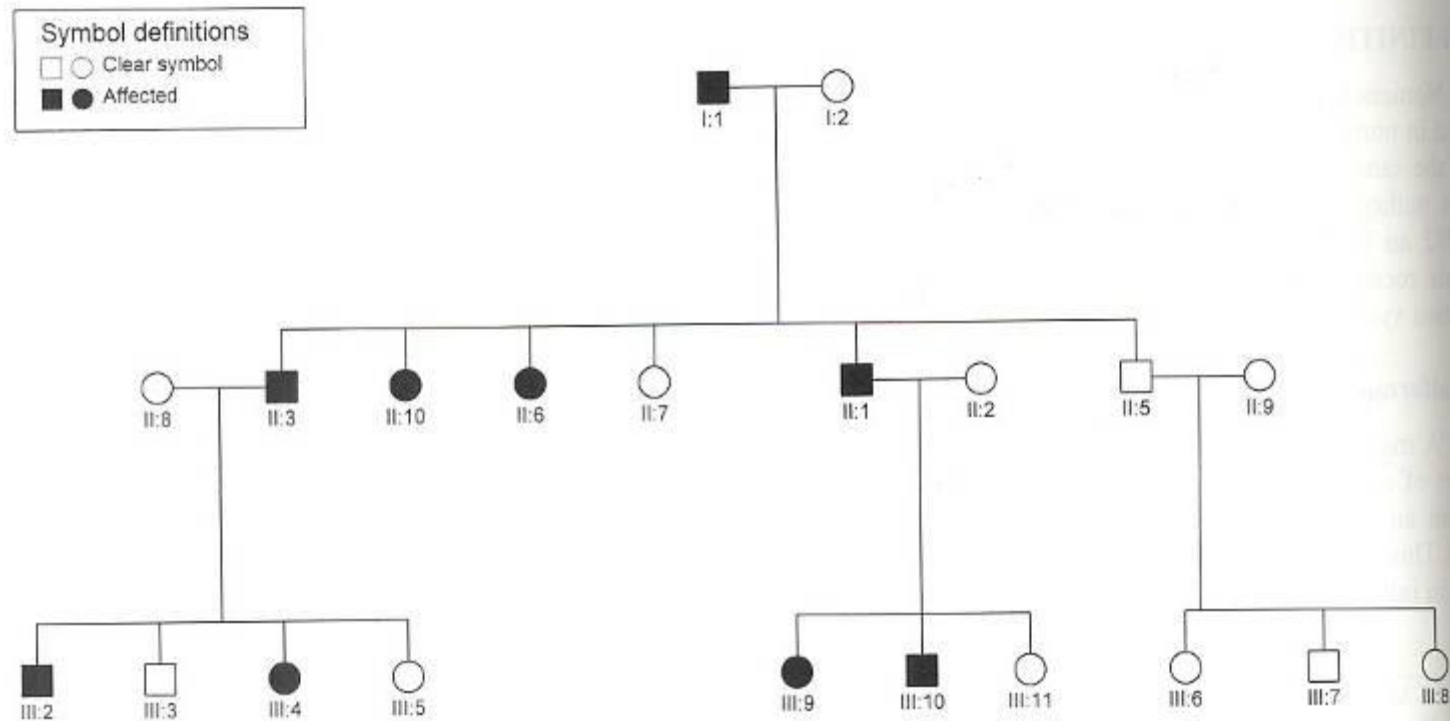 Symbol definitions
Clear symbol
Affected
I:1 I:2
II:8 II:3 II:10 II:6 II:7 II:1 II:2 II:5 II:9
III:2 III:3 III:4 III:5 III:9 III:10 III:11 III:6 III:7 III:8